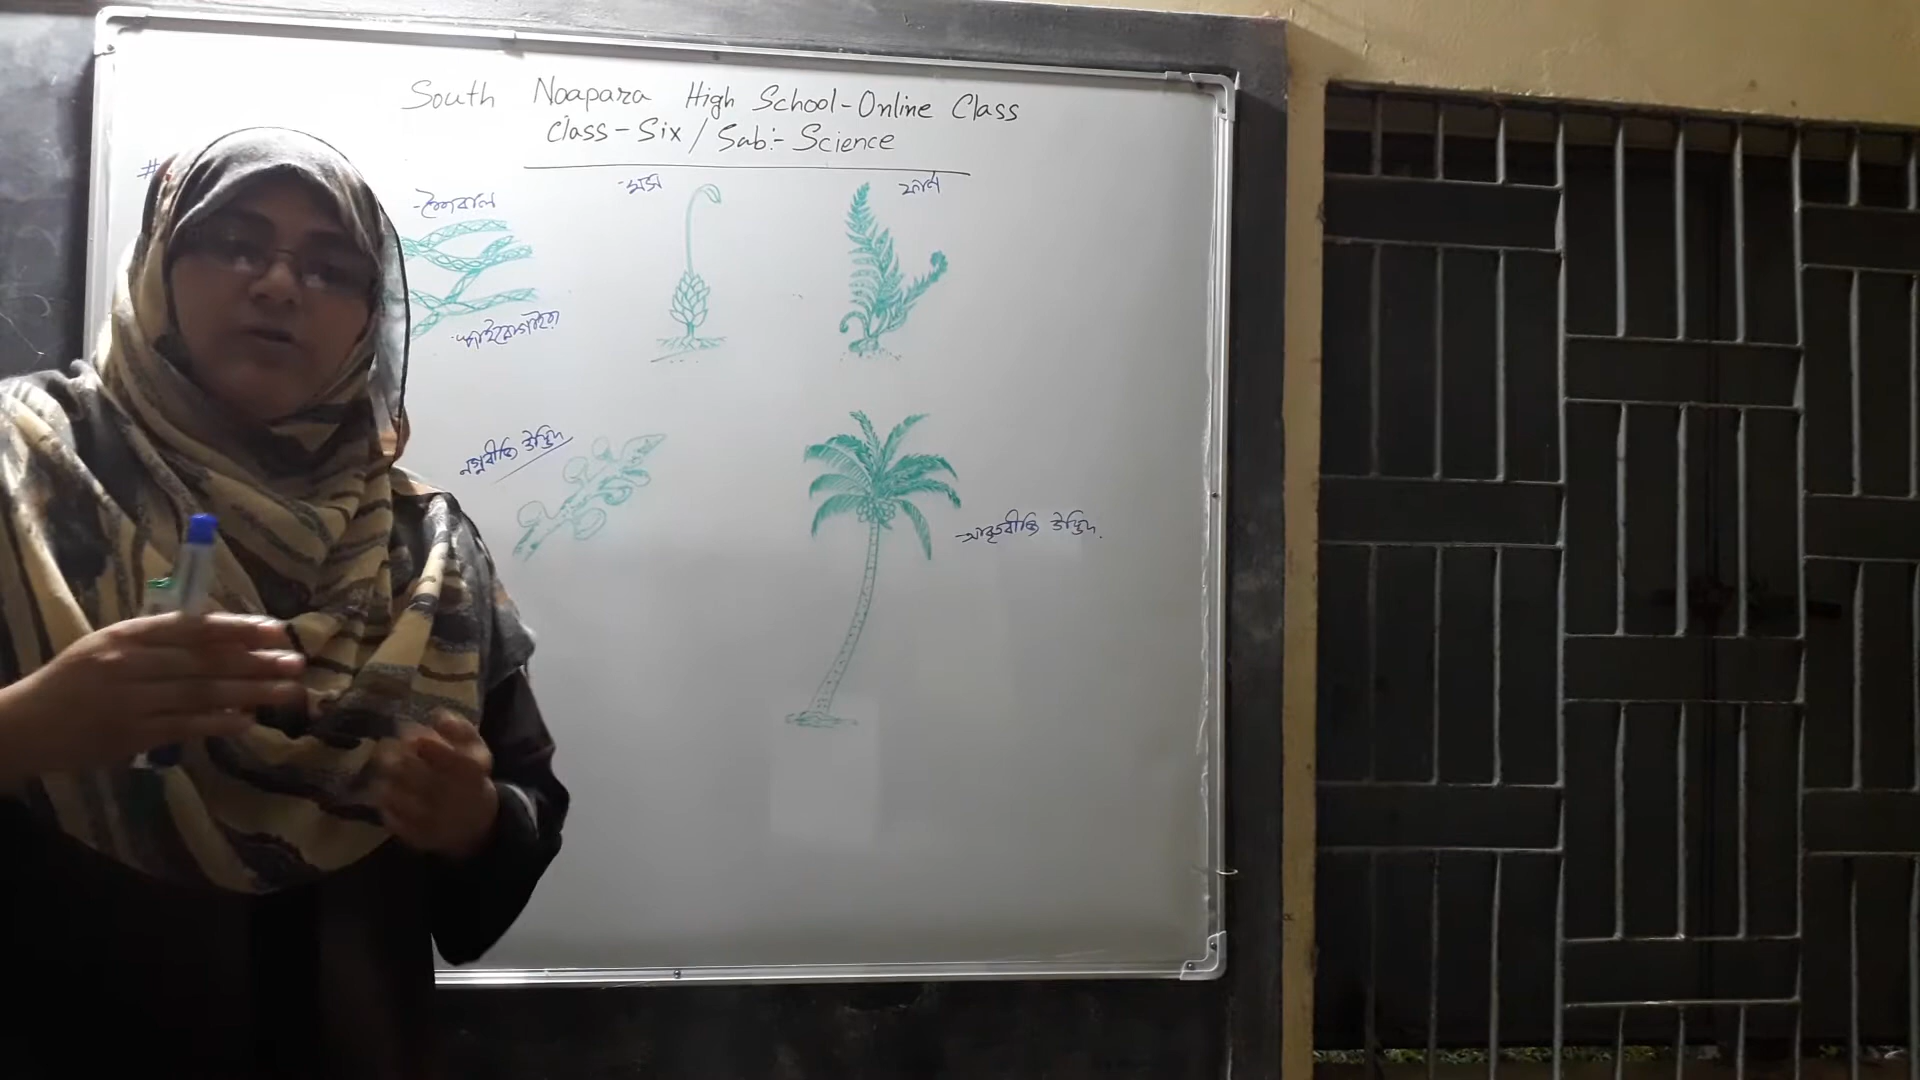 South Noapara High School-Online Class
Class-Six / Sub:- Science
#
-শৈবাল
-মস
ফার্ন
স্পাইরোগাইরা
নগ্নবীজি উদ্ভিদ
-আবৃতবীজি উদ্ভিদ.